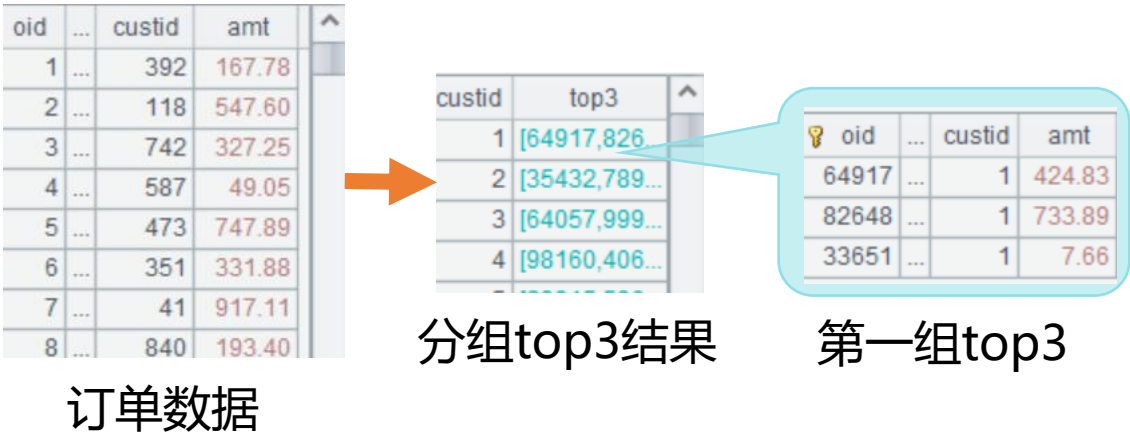 oid ... custid amt
1 ... 392 167.78
2 ... 118 547.60
3 ... 742 327.25
4 ... 587 49.05
5 ... 473 747.89
6 ... 351 331.88
7 ... 41 917.11
8 ... 840 193.40
订单数据
custid top3
1 [64917,826...
2 [35432,789...
3 [64057,999...
4 [98160,406...
分组top3结果
oid ... custid amt
64917 ... 1 424.83
82648 ... 1 733.89
33651 ... 1 7.66
第一组top3